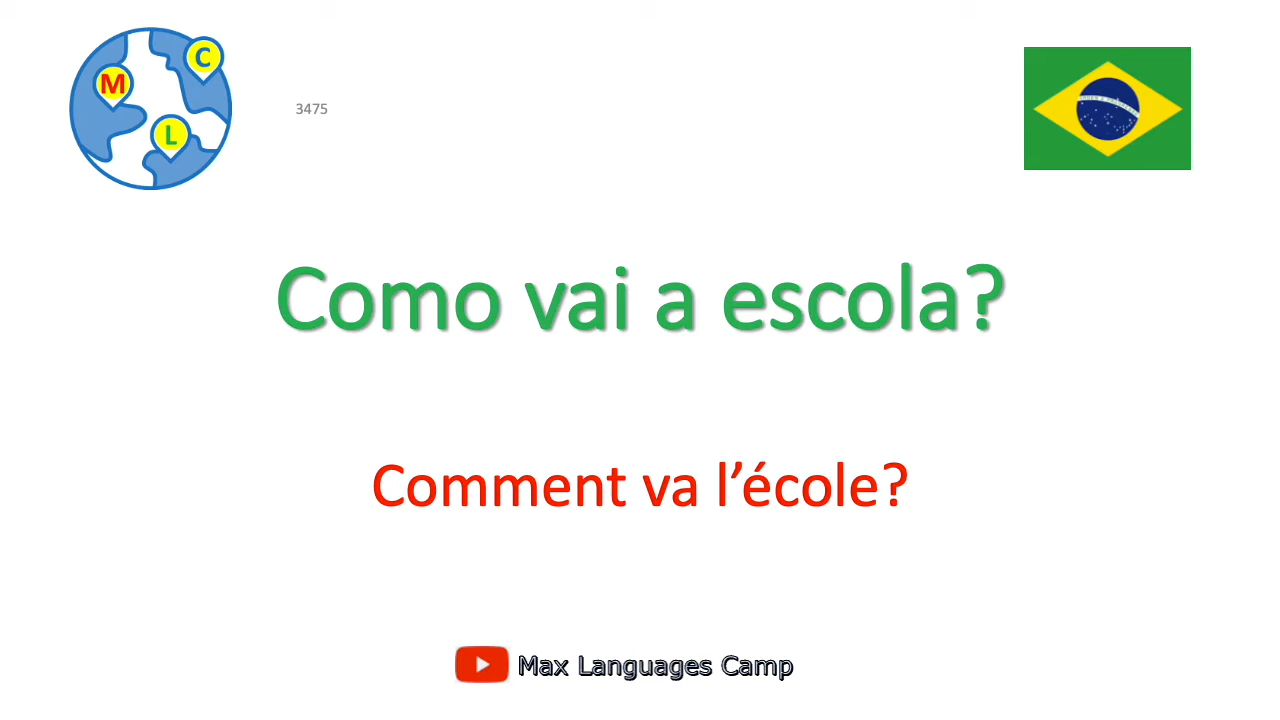 M
C
L
3475
Como vai a escola?
Comment va l’école?
Max Languages Camp